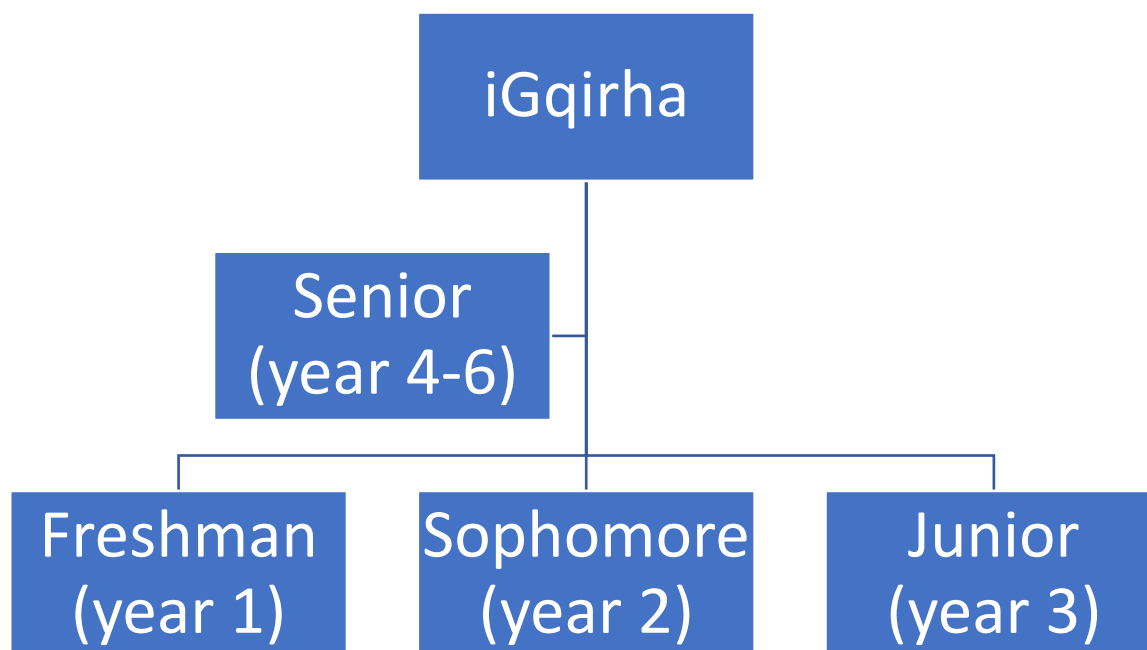 iGqirha
Senior
(year 4-6)
Freshman
(year 1)
Sophomore
(year 2)
Junior
(year 3)